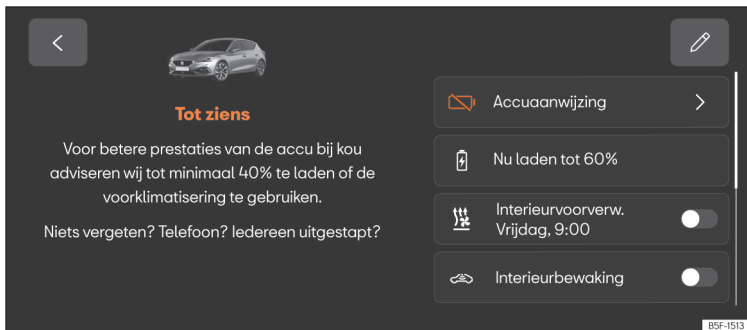 Tot ziens
Voor betere prestaties van de accu bij kou
adviseren wij tot minimaal 40% te laden of de
voorklimatisering te gebruiken.
Niets vergeten? Telefoon? Iedereen uitgestapt?
Accuaanwijzing
Nu laden tot 60%
Interieurvoorverw.
Vrijdag, 9:00
Interieurbewaking
B5F-1513